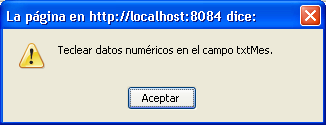 La página en http://localhost:8084 dice:
Teclear datos numéricos en el campo txtMes.
Aceptar